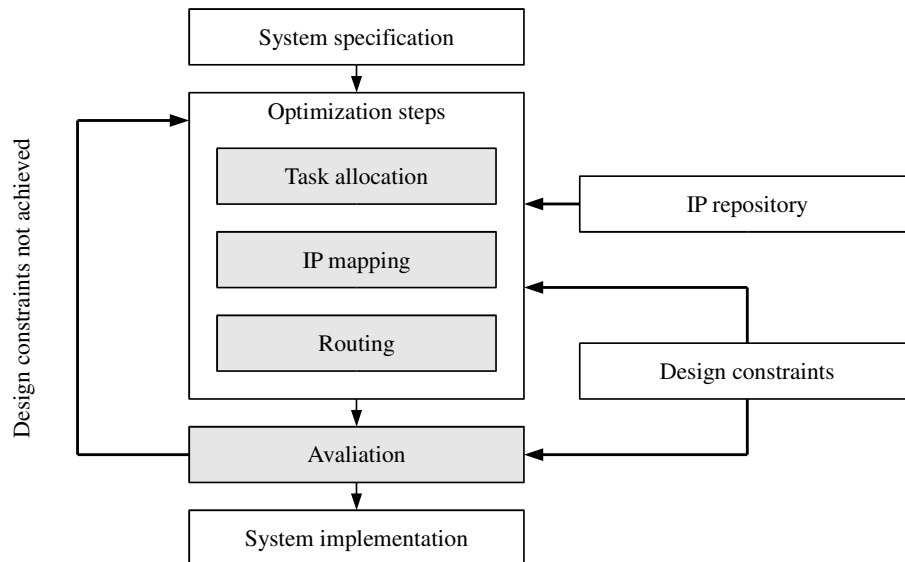 System specification
Optimization steps
Task allocation
IP mapping
Routing
Avaliation
System implementation
IP repository
Design constraints
Design constraints not achieved